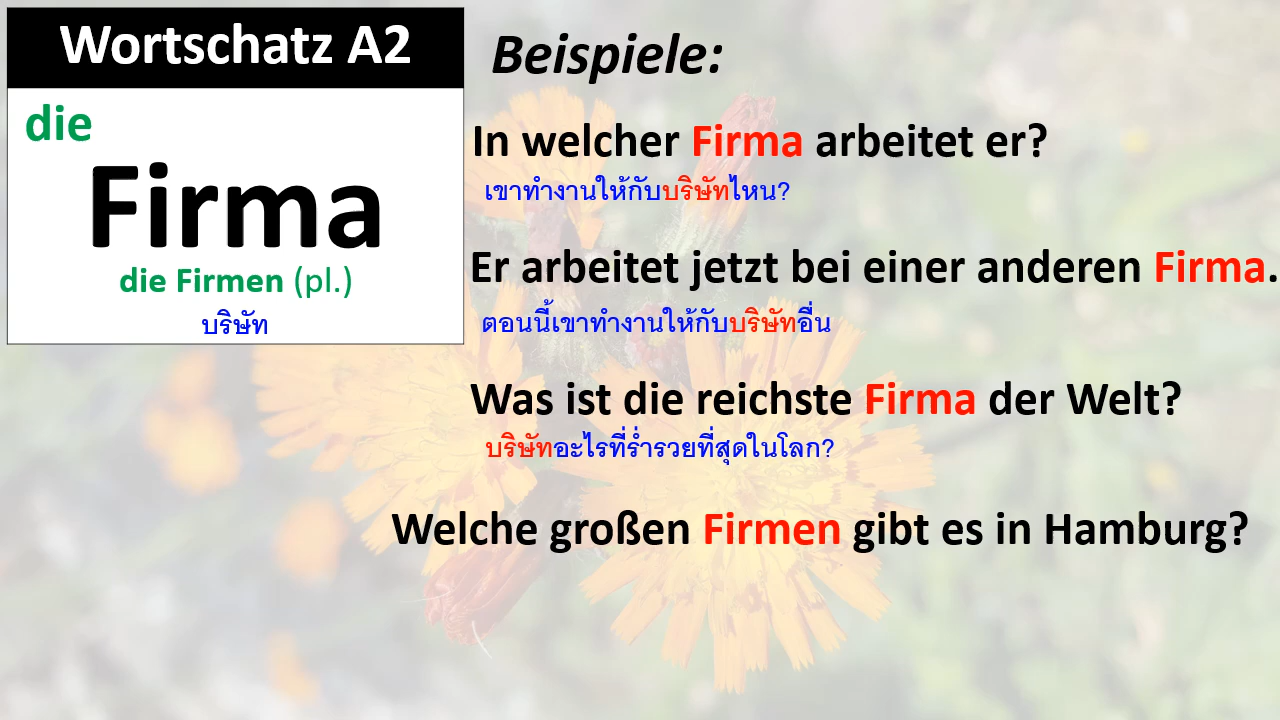 Wortschatz A2
die
Firma
die Firmen (pl.)
บริษัท
Beispiele:
In welcher Firma arbeitet er?
เขาทำงานให้กับบริษัทไหน?
Er arbeitet jetzt bei einer anderen Firma.
ตอนนี้เขาทำงานให้กับบริษัทอื่น
Was ist die reichste Firma der Welt?
บริษัทอะไรที่ร่ำรวยที่สุดในโลก?
Welche großen Firmen gibt es in Hamburg?